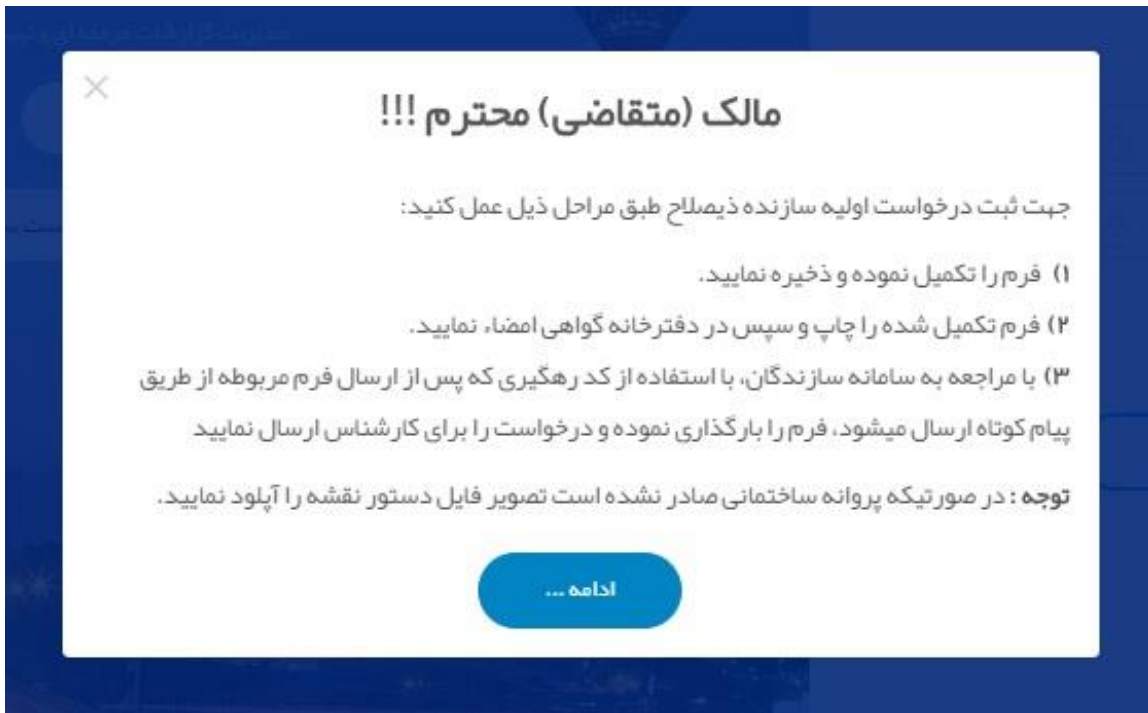 مالک (متقاضی) محترم !!!
جهت ثبت درخواست اولیه سازنده ذیصلاح طبق مراحل ذیل عمل کنید:
۱) فرم را تکمیل نموده و ذخیره نمایید.
۲) فرم تکمیل شده را چاپ و سپس در دفترخانه گواهی امضاء نمایید.
۳) با مراجعه به سامانه سازندگان، با استفاده از کد رهگیری که پس از ارسال فرم مربوطه از طریق
پیام کوتاه ارسال میشود، فرم را بارگذاری نموده و درخواست را برای کارشناس ارسال نمایید
توجه : در صورتیکه پروانه ساختمانی صادر نشده است تصویر فایل دستور نقشه را آپلود نمایید.
ادامه ...